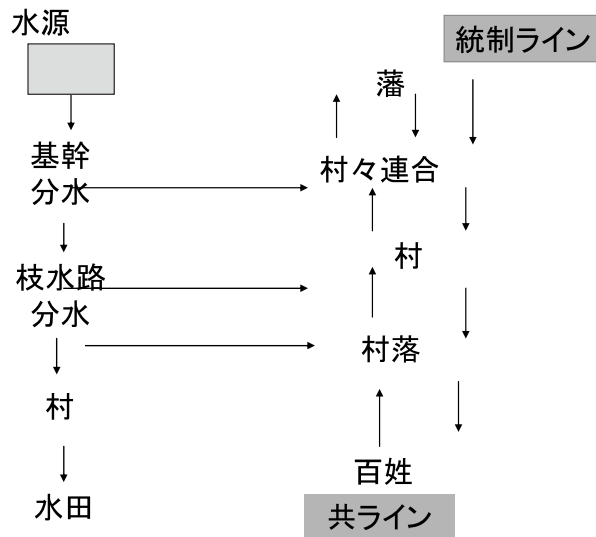 水源
基幹
分水
枝水路
分水
村
水田
統制ライン
藩
村々連合
村
村落
百姓
共ライン